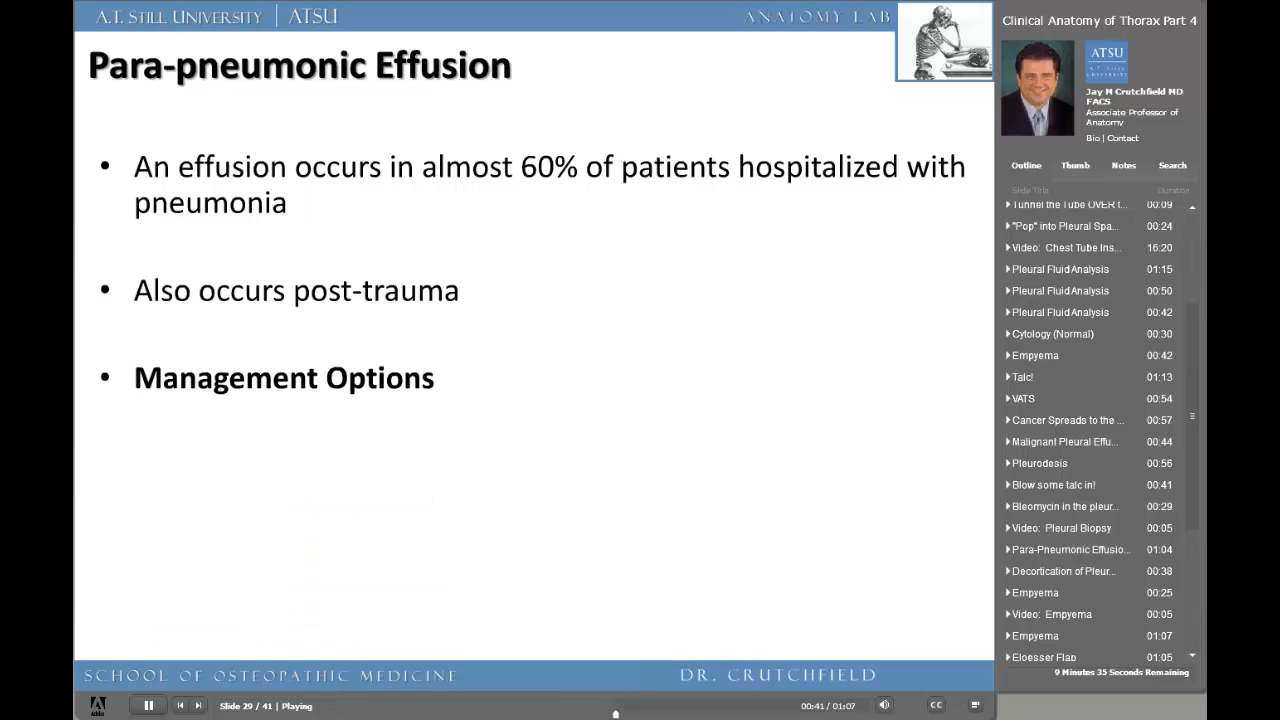 A.T. STILL UNIVERSITY | ATSU
ANATOMY LAB
Para-pneumonic Effusion
• An effusion occurs in almost 60% of patients hospitalized with
pneumonia
• Also occurs post-trauma
• Management Options
SCHOOL OF OSTEOPATHIC MEDICINE
DR. CRUTCHFIELD
Clinical Anatomy of Thorax Part 4
ATSU
A.T. STILL
UNIVERSITY
Jay M Crutchfield MD
FACS
Associate Professor of
Anatomy
Bio | Contact
Outline Thumb Notes Search
Slide Title Duration
Tunnel the Tube OVER t... 00:09
"Pop" into Pleural Spa... 00:24
Video: Chest Tube Ins... 16:20
Pleural Fluid Analysis 01:15
Pleural Fluid Analysis 00:50
Pleural Fluid Analysis 00:42
Cytology (Normal) 00:30
Empyema 00:42
Talc! 01:13
VATS 00:54
Cancer Spreads to the ... 00:57
Malignant Pleural Effu... 00:44
Pleurodesis 00:56
Blow some talc in! 00:41
Bleomycin in the pleur... 00:29
Video: Pleural Biopsy 00:05
Para-Pneumonic Effusio... 01:04
Decortication of Pleur... 00:38
Empyema 00:25
Video: Empyema 00:05
Empyema 01:07
Eloesser Flap 01:05
9 Minutes 35 Seconds Remaining
Adobe
Slide 29 / 41 | Playing
00:41 / 01:07
CC